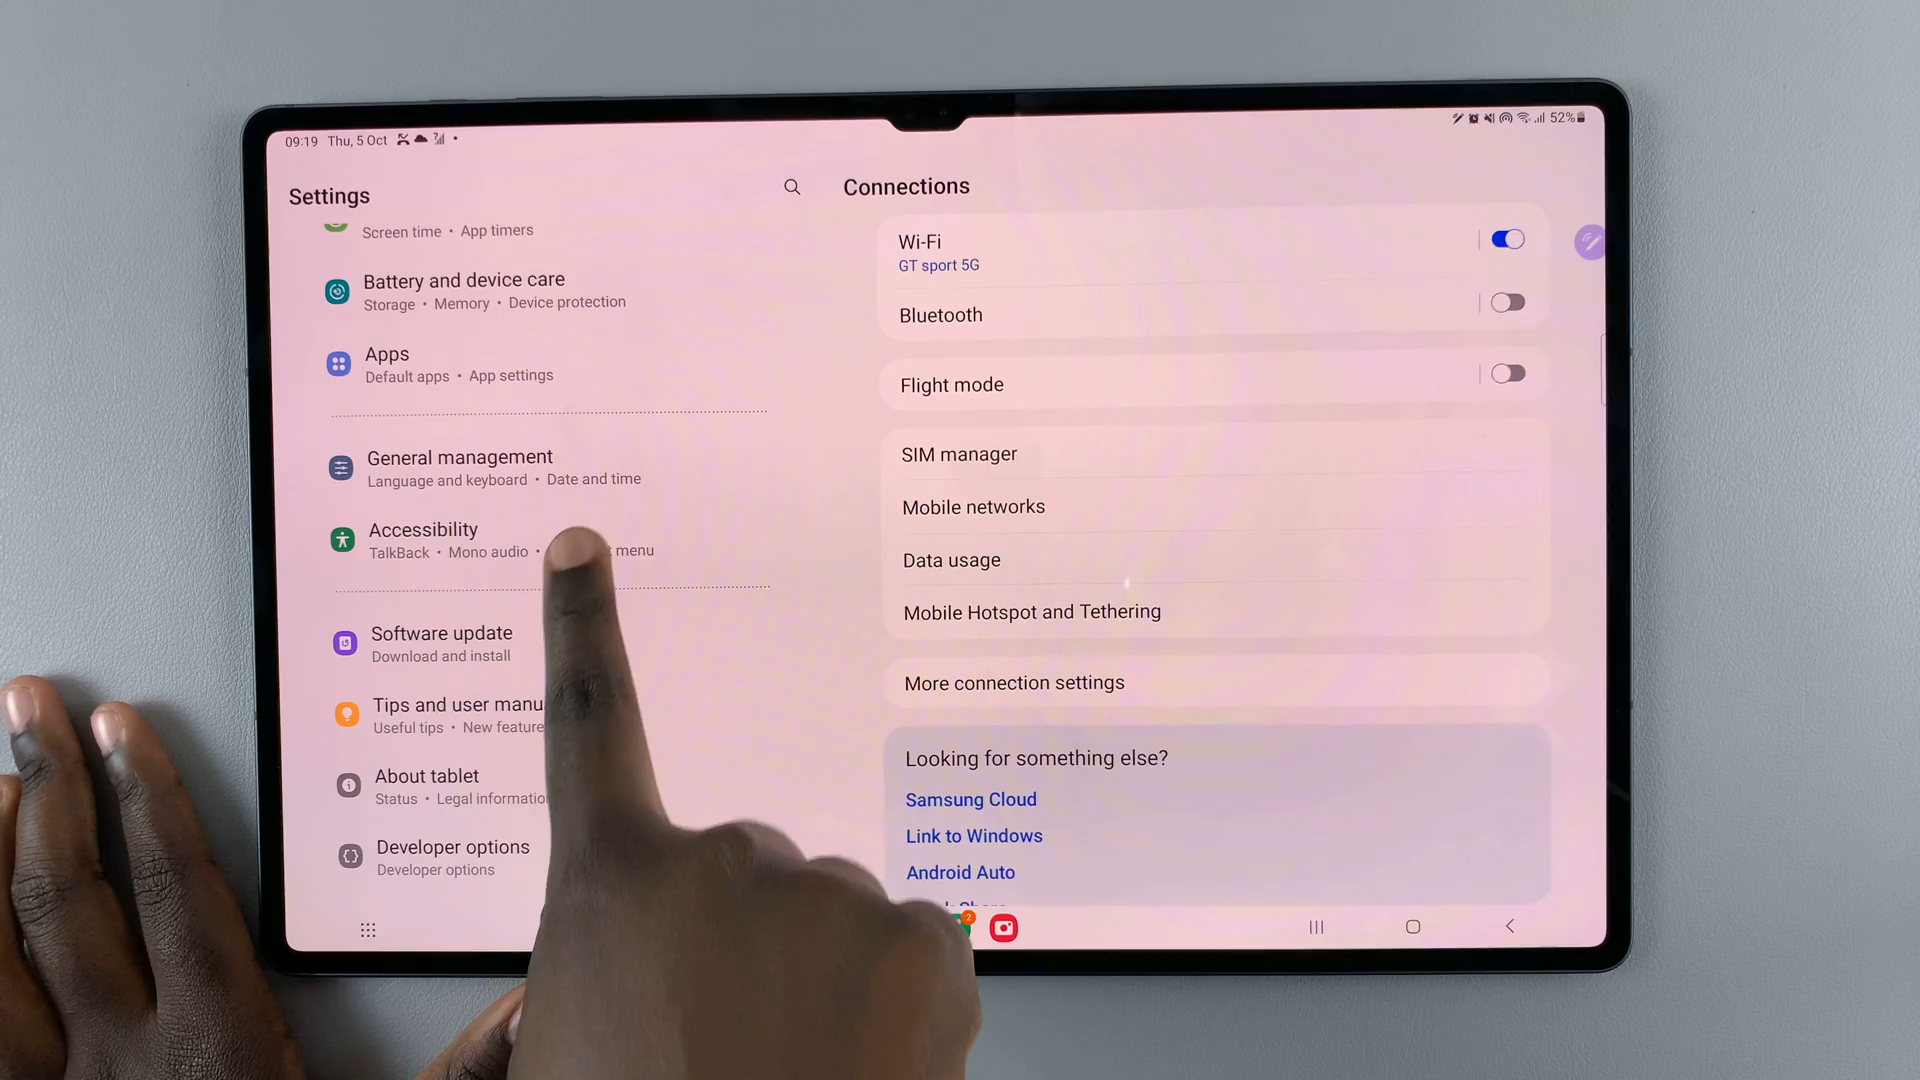 09:19 Thu, 5 Oct
52%
Settings
Screen time • App timers
Battery and device care
Storage • Memory • Device protection
Apps
Default apps • App settings
General management
Language and keyboard • Date and time
Accessibility
TalkBack • Mono audio • menu
Software update
Download and install
Tips and user manu
Useful tips • New feature
About tablet
Status • Legal informatio
Developer options
Developer options
Connections
Wi-Fi
GT sport 5G
Bluetooth
Flight mode
SIM manager
Mobile networks
Data usage
Mobile Hotspot and Tethering
More connection settings
Looking for something else?
Samsung Cloud
Link to Windows
Android Auto
2